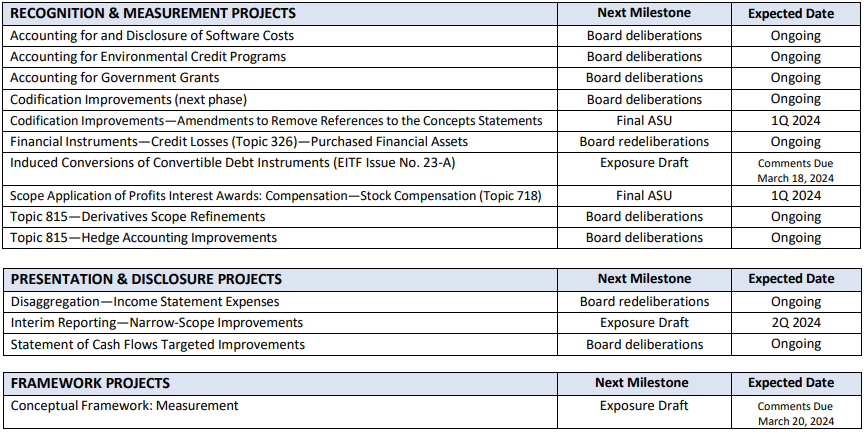 RECOGNITION & MEASUREMENT PROJECTS Next Milestone Expected Date
Accounting for and Disclosure of Software Costs Board deliberations Ongoing
Accounting for Environmental Credit Programs Board deliberations Ongoing
Accounting for Government Grants Board deliberations Ongoing
Codification Improvements (next phase) Board deliberations Ongoing
Codification Improvements—Amendments to Remove References to the Concepts Statements Final ASU 1Q 2024
Financial Instruments—Credit Losses (Topic 326)—Purchased Financial Assets Board redeliberations Ongoing
Induced Conversions of Convertible Debt Instruments (EITF Issue No. 23-A) Exposure Draft Comments Due
March 18, 2024
Scope Application of Profits Interest Awards: Compensation—Stock Compensation (Topic 718) Final ASU 1Q 2024
Topic 815—Derivatives Scope Refinements Board deliberations Ongoing
Topic 815—Hedge Accounting Improvements Board deliberations Ongoing
PRESENTATION & DISCLOSURE PROJECTS Next Milestone Expected Date
Disaggregation—Income Statement Expenses Board redeliberations Ongoing
Interim Reporting—Narrow-Scope Improvements Exposure Draft 2Q 2024
Statement of Cash Flows Targeted Improvements Board deliberations Ongoing
FRAMEWORK PROJECTS Next Milestone Expected Date
Conceptual Framework: Measurement Exposure Draft Comments Due
March 20, 2024